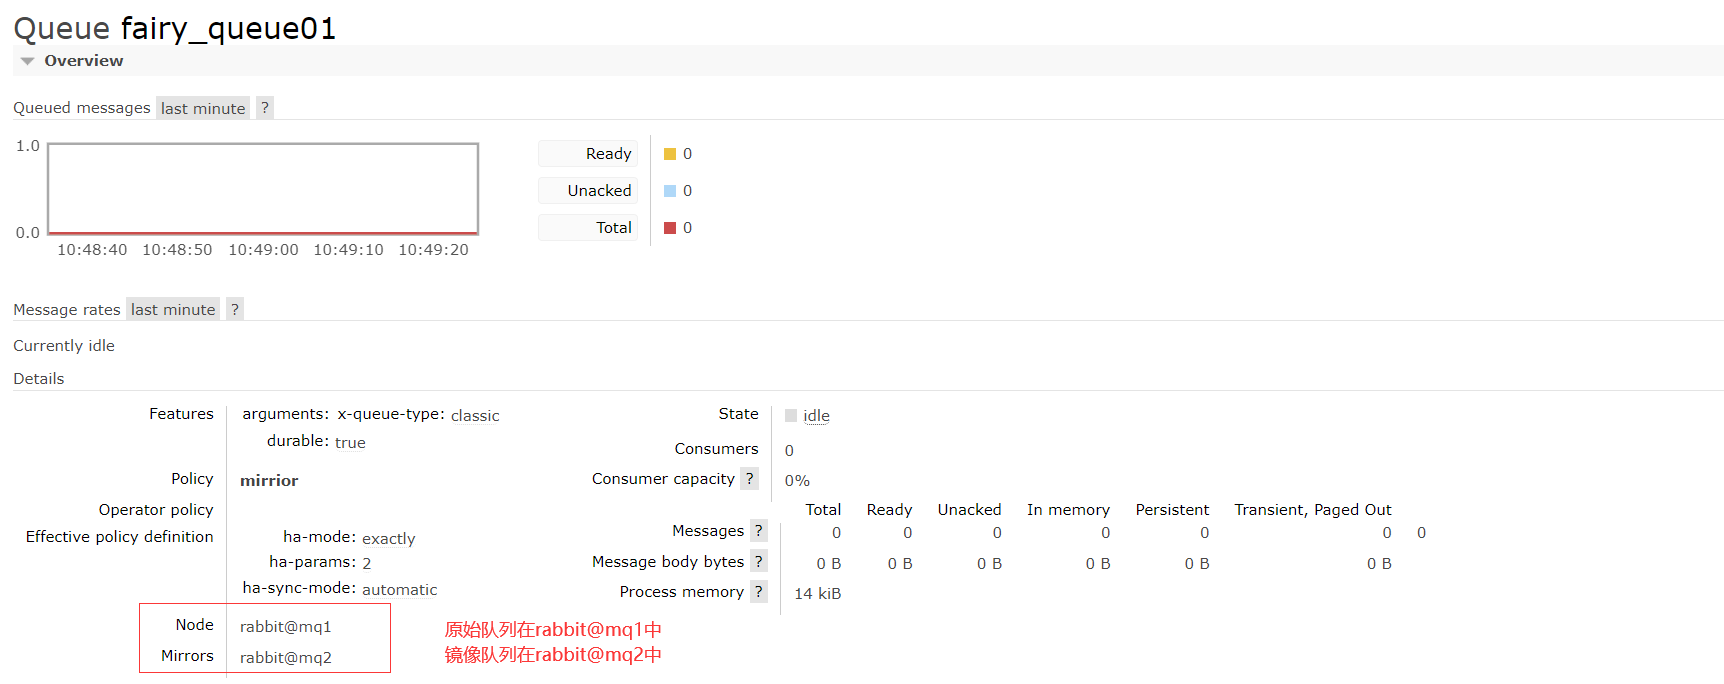 Queue fairy_queue01
Overview
Queued messages last minute ?
1.0
0.0
10:48:40 10:48:50 10:49:00 10:49:10 10:49:20
Ready 0
Unacked 0
Total 0
Message rates last minute ?
Currently idle
Details
Features arguments: x-queue-type: classic
durable: true
Policy mirrior
Operator policy
Effective policy definition ha-mode: exactly
ha-params: 2
ha-sync-mode: automatic
Node rabbit@mq1
Mirrors rabbit@mq2
State idle
Consumers 0
Consumer capacity ? 0%
Total Ready Unacked In memory Persistent Transient, Paged Out
Messages ? 0 0 0 0 0 0 0
Message body bytes ? 0 B 0 B 0 B 0 B 0 B 0 B
Process memory ? 14 kiB
原始队列在rabbit@mq1中
镜像队列在rabbit@mq2中